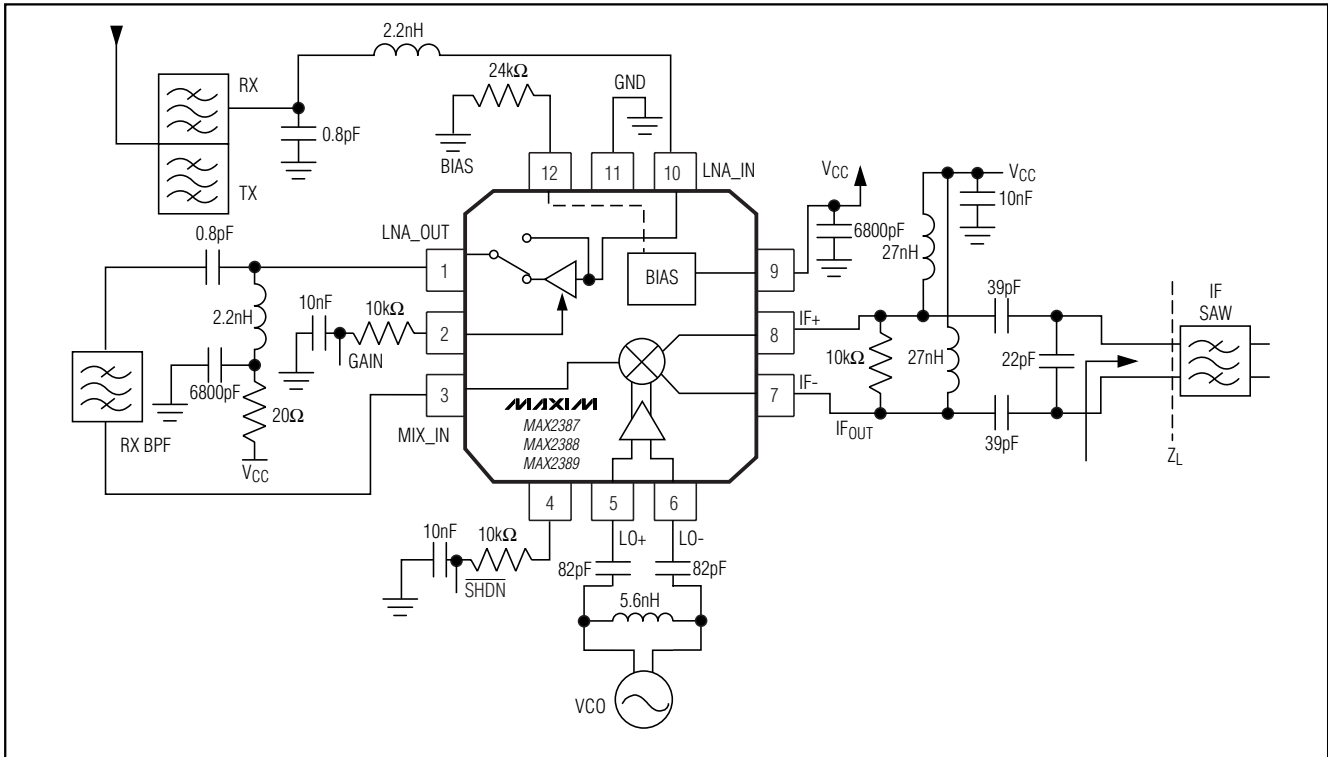 2.2nH
RX
24kΩ
GND
0.8pF
BIAS
TX
12
11
10
LNA_IN
VCC
VCC
10nF
0.8pF
LNA_OUT
6800pF
27nH
1
BIAS
9
39pF
IF
SAW
2.2nH
10nF
10kΩ
2
GAIN
8
IF+
10kΩ
27nH
22pF
6800pF
20Ω
3
MAXIM
MAX2387
MAX2388
MAX2389
7
IF-
IFOUT
RX BPF
VCC
MIX_IN
39pF
ZL
4
5
6
10nF
10kΩ
SHDN
LO+
LO-
82pF
82pF
5.6nH
VCO